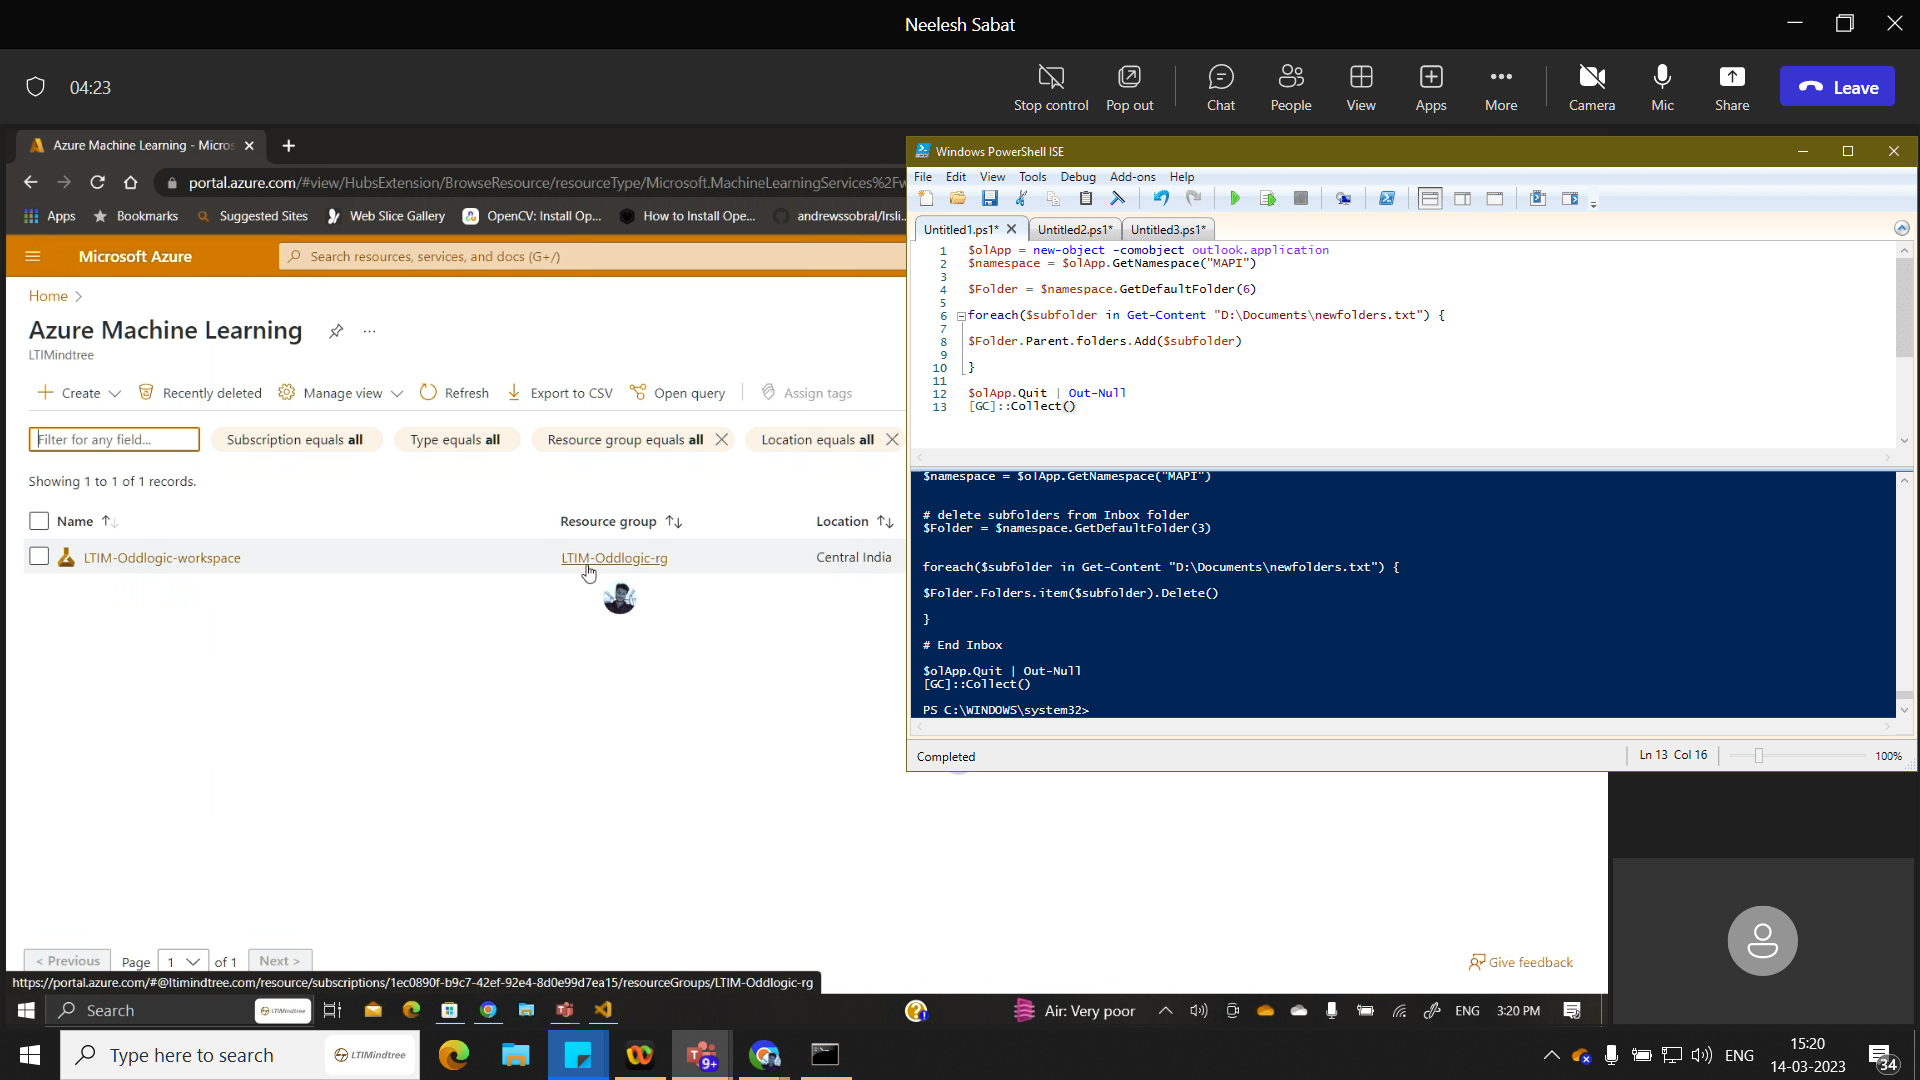 Neelesh Sabat
04:23
Stop control
Pop out
Chat
People
View
Apps
More
Camera
Mic
Share
Leave
Azure Machine Learning - Micros
portal.azure.com/#view/HubsExtension/BrowseResource/resourceType/Microsoft.MachineLearningServices%2Fw
Apps
Bookmarks
Suggested Sites
Web Slice Gallery
OpenCV: Install Op...
How to Install Ope...
andrewssobral/lrsli...
Microsoft Azure
Search resources, services, and docs (G+/)
Home >
Azure Machine Learning
...
LTIMindtree
Create
Recently deleted
Manage view
Refresh
Export to CSV
Open query
Assign tags
Filter for any field...
Subscription equals all
Type equals all
Resource group equals all
Location equals all
Showing 1 to 1 of 1 records.
Name
Resource group
Location
LTIM-Oddlogic-workspace
LTIM-Oddlogic-rg
Central India
< Previous
Page
1
of 1
Next >
Give feedback
https://portal.azure.com/#@ltimindtree.com/resource/subscriptions/1ec0890f-b9c7-42ef-92e4-8d0e99d7ea15/resourceGroups/LTIM-Oddlogic-rg
Windows PowerShell ISE
File Edit View Tools Debug Add-ons Help
Untitled1.ps1*
Untitled2.ps1*
Untitled3.ps1*
1 $olApp = new-object -comobject outlook.application
2 $namespace = $olApp.GetNamespace("MAPI")
3
4 $Folder = $namespace.GetDefaultFolder(6)
5
6 foreach($subfolder in Get-Content "D:\Documents\newfolders.txt") {
7
8 $Folder.Parent.folders.Add($subfolder)
9
10 }
11
12 $olApp.Quit | Out-Null
13 [GC]::Collect()
$namespace = $olApp.GetNamespace("MAPI")
# delete subfolders from Inbox folder
$Folder = $namespace.GetDefaultFolder(3)
foreach($subfolder in Get-Content "D:\Documents\newfolders.txt") {
$Folder.Folders.item($subfolder).Delete()
}
# End Inbox
$olApp.Quit | Out-Null
[GC]::Collect()
PS C:\WINDOWS\system32>
Completed
Ln 13 Col 16
100%
Search
LTIMindtree
Air: Very poor
ENG
3:20 PM
Type here to search
LTIMindtree
9+
ENG
15:20
14-03-2023
34